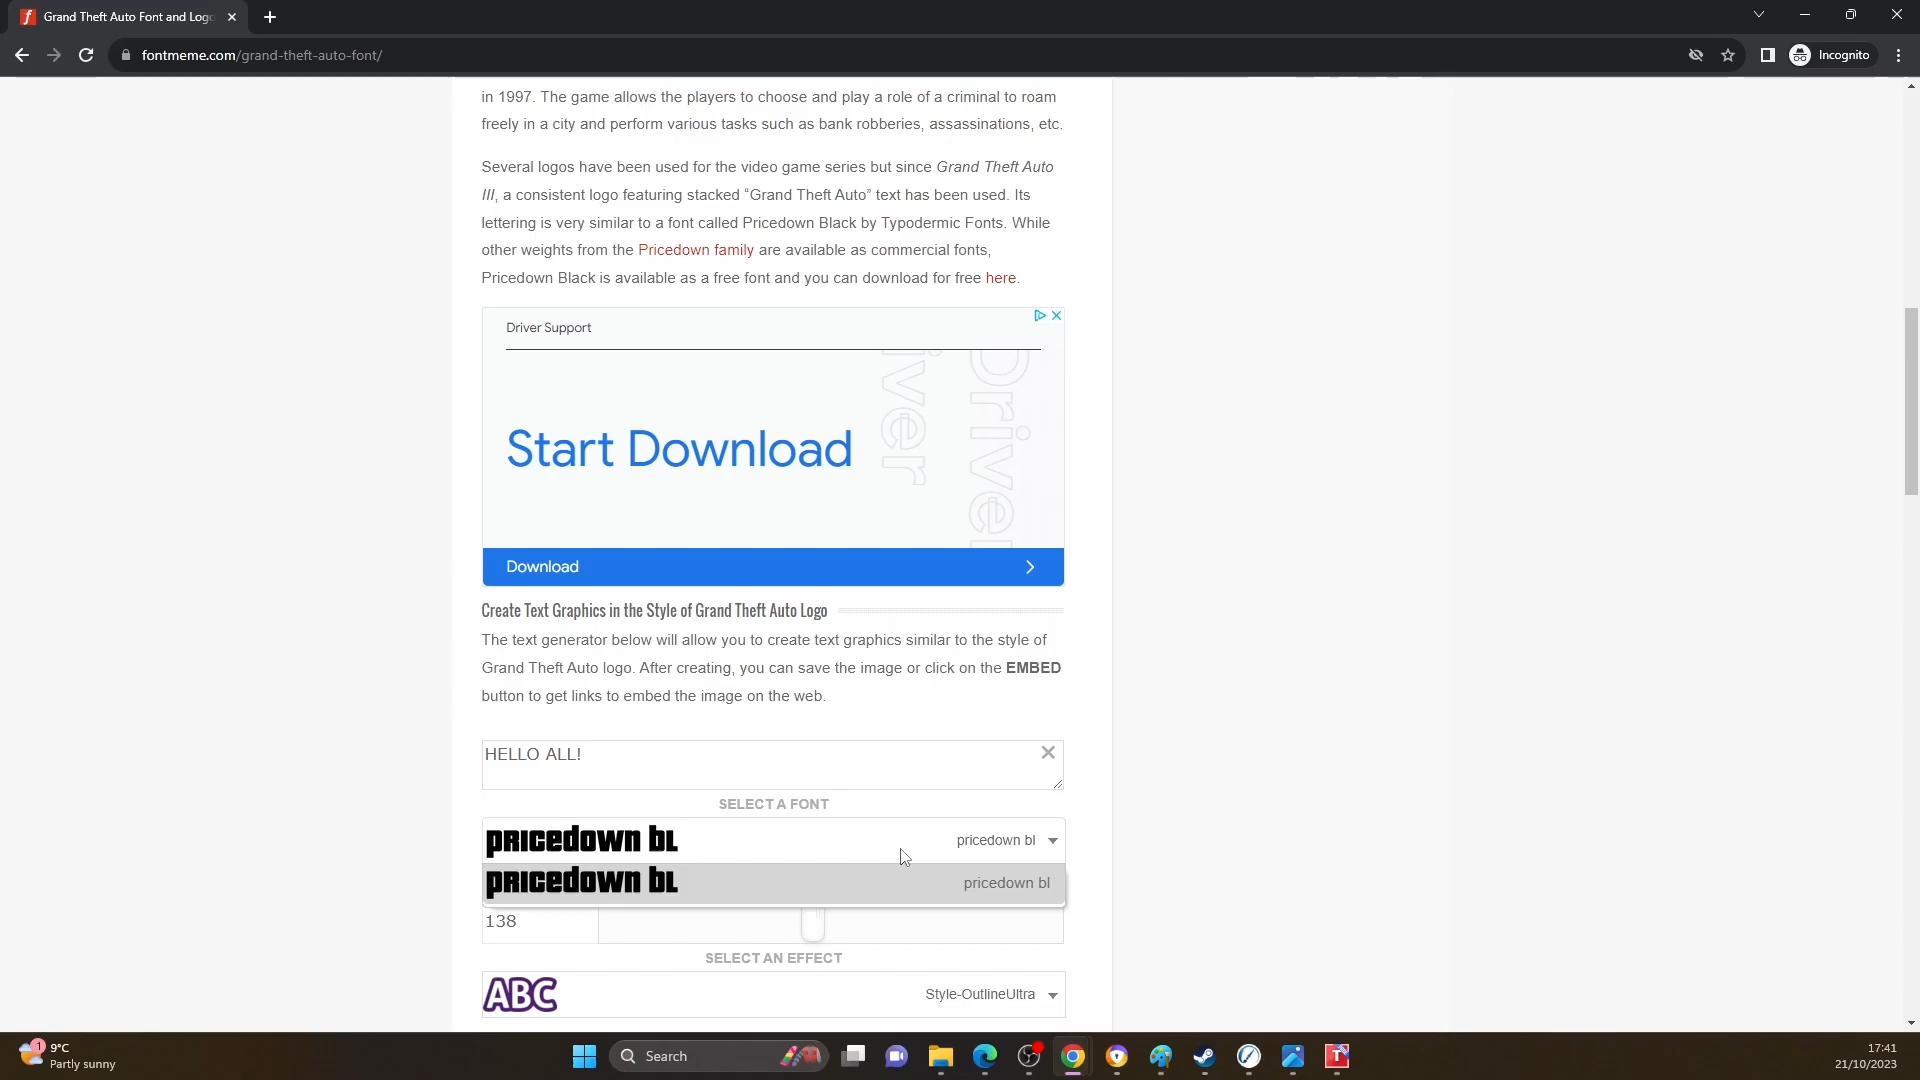 Grand Theft Auto Font and Logo
fontmeme.com/grand-theft-auto-font/
Incognito
in 1997. The game allows the players to choose and play a role of a criminal to roam
freely in a city and perform various tasks such as bank robberies, assassinations, etc.
Several logos have been used for the video game series but since Grand Theft Auto
III, a consistent logo featuring stacked “Grand Theft Auto” text has been used. Its
lettering is very similar to a font called Pricedown Black by Typodermic Fonts. While
other weights from the Pricedown family are available as commercial fonts,
Pricedown Black is available as a free font and you can download for free here.
Driver Support
Driver
iver
Start Download
Download
Create Text Graphics in the Style of Grand Theft Auto Logo
The text generator below will allow you to create text graphics similar to the style of
Grand Theft Auto logo. After creating, you can save the image or click on the EMBED
button to get links to embed the image on the web.
HELLO ALL!
SELECT A FONT
pricedown bl pricedown bl
pricedown bl pricedown bl
138
SELECT AN EFFECT
ABC Style-OutlineUltra
1
9°C
Partly sunny
Search
T
17:41
21/10/2023